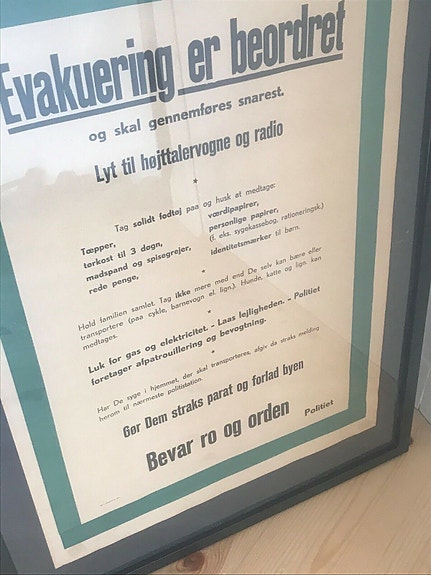 Evakuering er beordret
og skal gennemføres snarest.
Lyt til højttalervogne og radio
*
Tag solidt fodtøj paa og husk at medtage:
Tæpper,
tørkost til 3 døgn,
madspand og spisegrejer,
rede penge,
værdipapirer,
personlige papirer,
(f. eks. sygekassebog, rationeringsk.)
identitetsmærker til børn.
*
Hold familien samlet. Tag ikke mere med end De selv kan bære eller
transportere (paa cykle, barnevogn el. lign.). Hunde, katte og lign. kan
medtages.
*
Luk for gas og elektricitet. - Laas lejligheden. - Politiet
foretager afpatrouillering og bevogtning.
*
Har De syge i hjemmet, der skal transporteres, afgiv da straks melding
herom til nærmeste politistation.
Gør Dem straks parat og forlad byen
Bevar ro og orden
Politiet